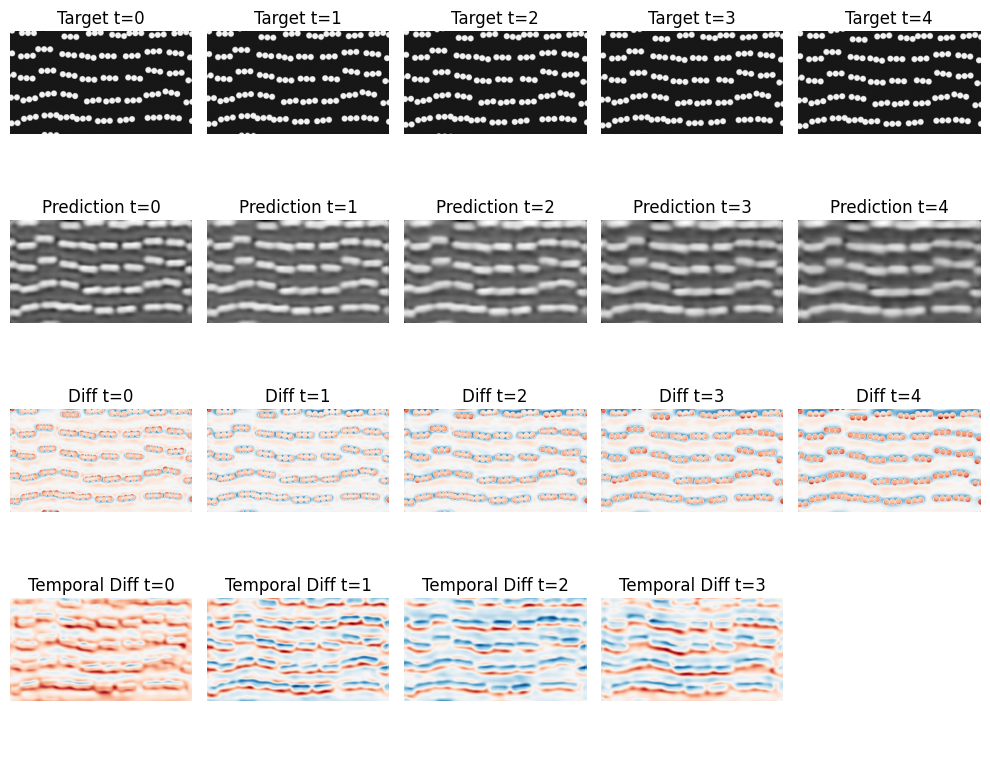 Target t=0 Target t=1 Target t=2 Target t=3 Target t=4
Prediction t=0 Prediction t=1 Prediction t=2 Prediction t=3 Prediction t=4
Diff t=0 Diff t=1 Diff t=2 Diff t=3 Diff t=4
Temporal Diff t=0 Temporal Diff t=1 Temporal Diff t=2 Temporal Diff t=3